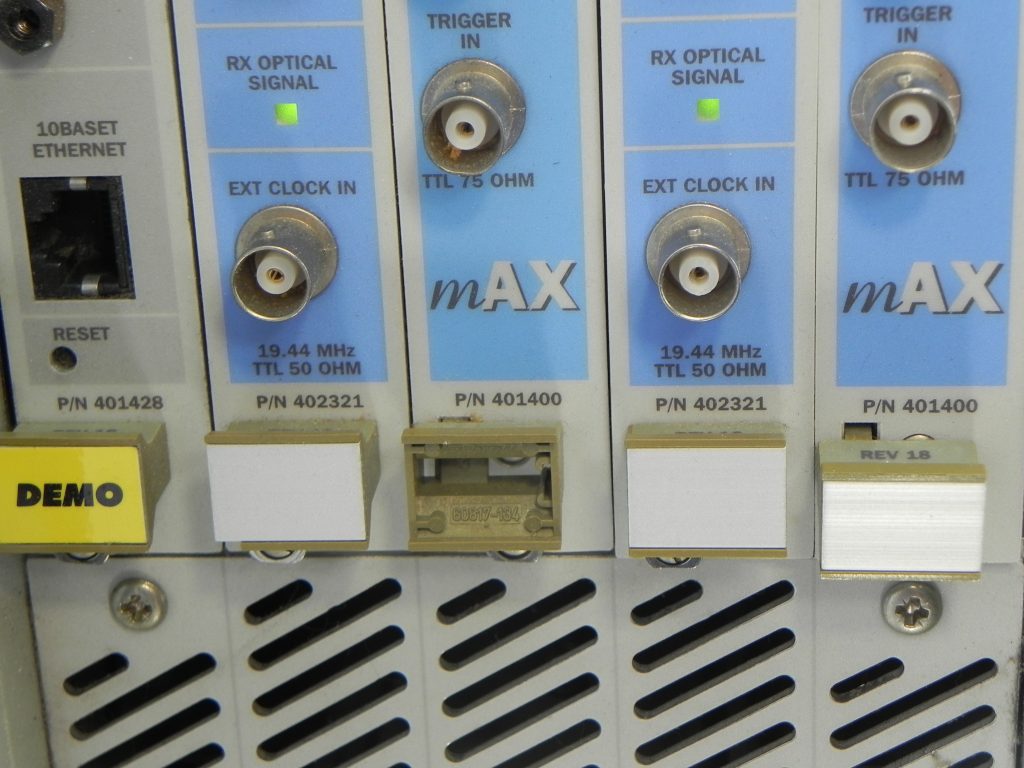 10BASET
ETHERNET
RESET
P/N 401428
DEMO
RX OPTICAL
SIGNAL
EXT CLOCK IN
19.44 MHz
TTL 50 OHM
P/N 402321
TRIGGER
IN
TTL 75 OHM
mAX
P/N 401400
60817-134
RX OPTICAL
SIGNAL
EXT CLOCK IN
19.44 MHz
TTL 50 OHM
P/N 402321
TRIGGER
IN
TTL 75 OHM
mAX
P/N 401400
REV 18